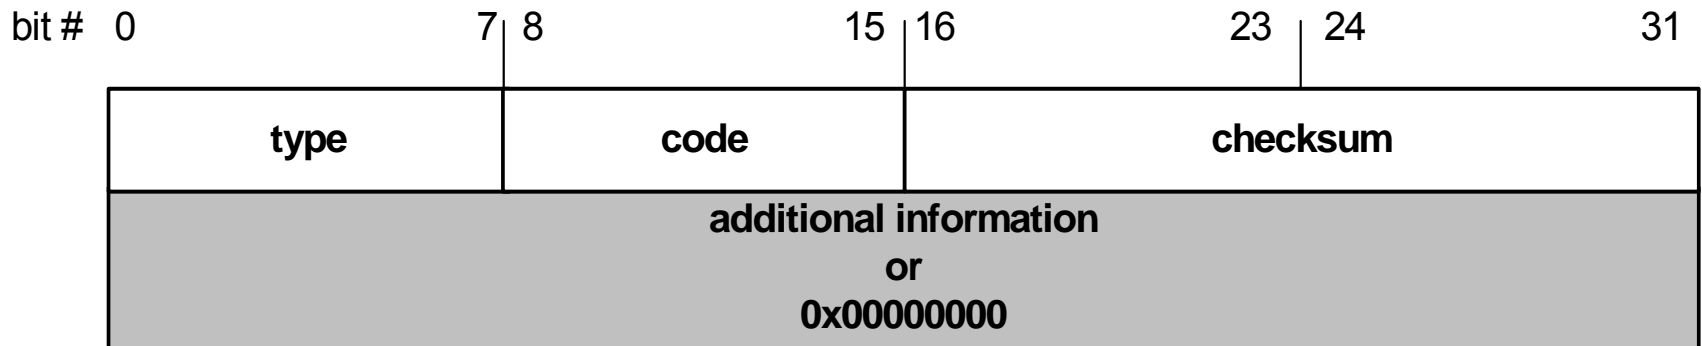 bit # 0 7 8 15 16 23 24 31
type code checksum
additional information
or
0x00000000